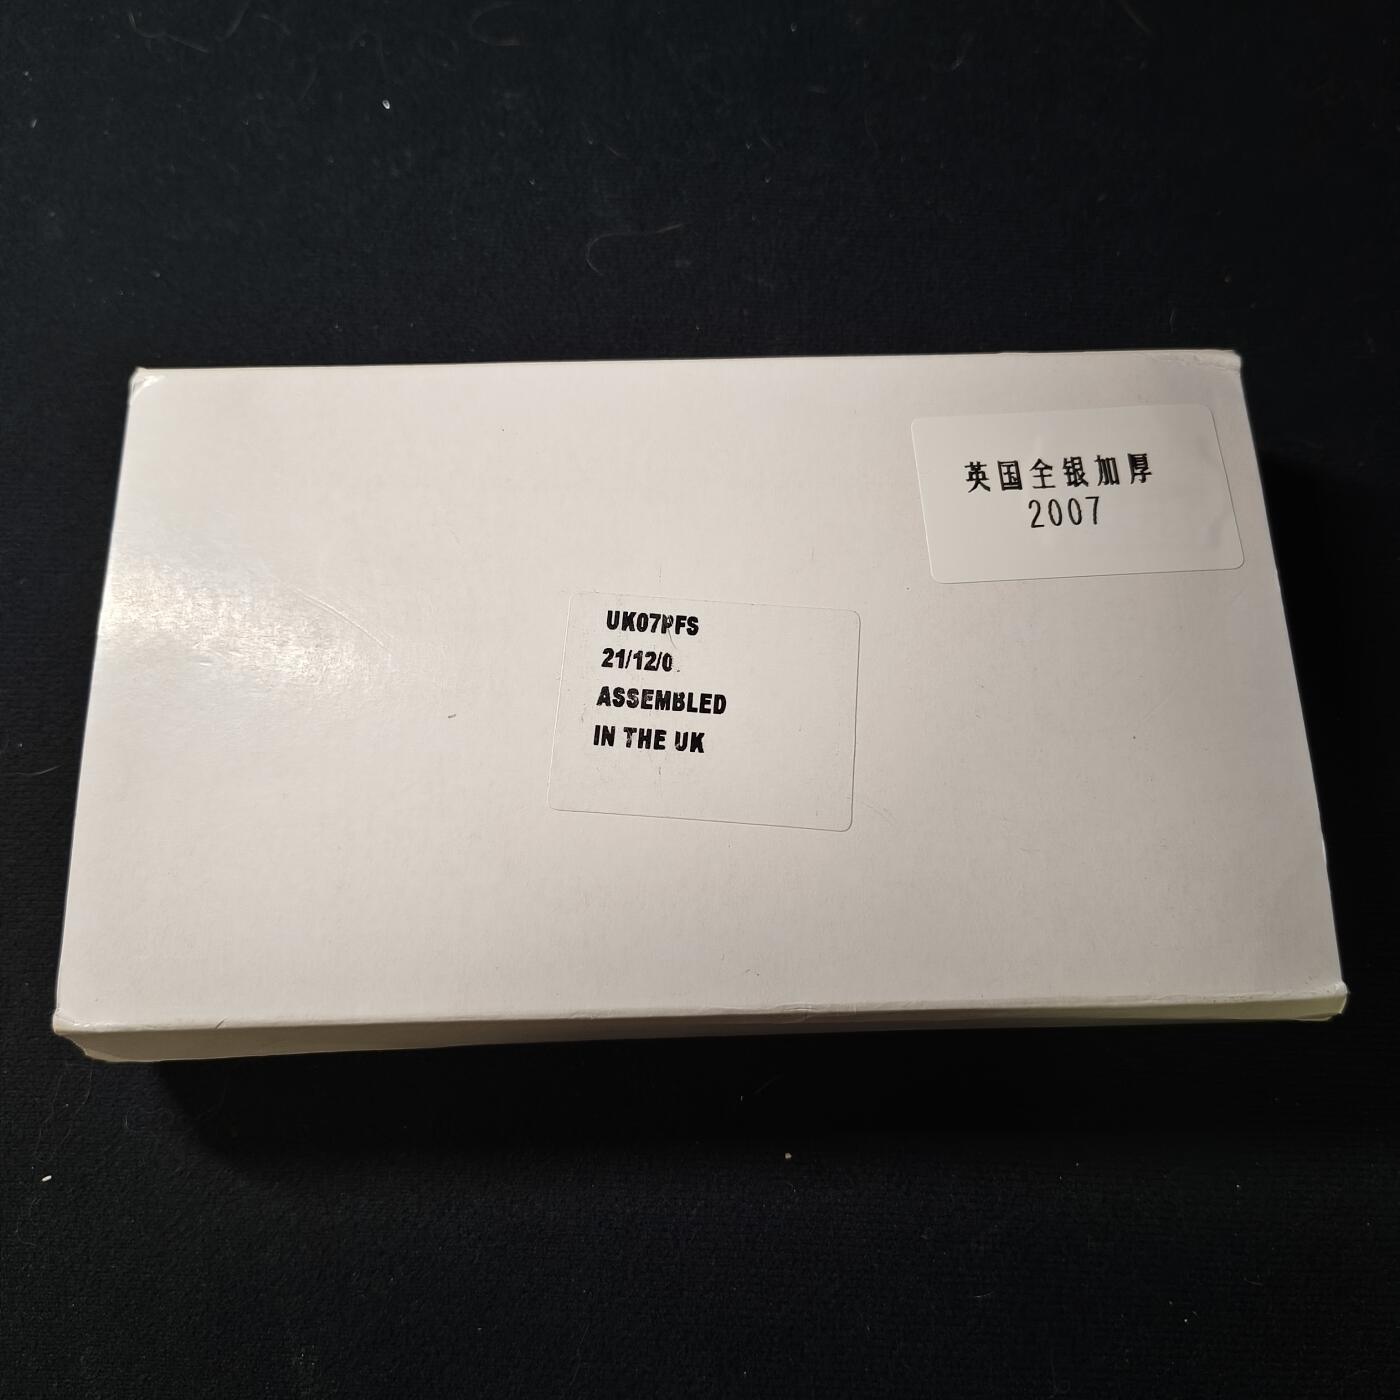 英国全银加厚
2007
UK07PFS
21/12/0
ASSEMBLED
IN THE UK